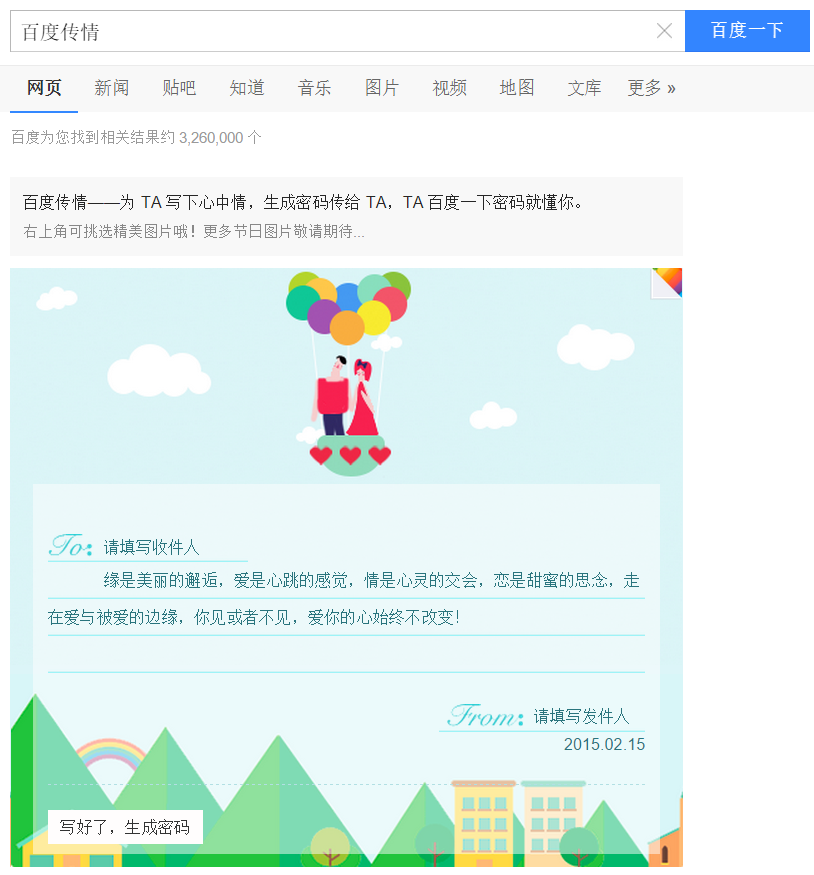 百度传情
百度一下
网页 新闻 贴吧 知道 音乐 图片 视频 地图 文库 更多 »
百度为您找到相关结果约 3,260,000 个
百度传情——为 TA 写下心中情，生成密码传给 TA，TA 百度一下密码就懂你。
右上角可挑选精美图片哦！更多节日图片敬请期待...
To: 请填写收件人
缘是美丽的邂逅，爱是心跳的感觉，情是心灵的交会，恋是甜蜜的思念，走
在爱与被爱的边缘，你见或者不见，爱你的心始终不改变！
From: 请填写发件人
2015.02.15
写好了，生成密码